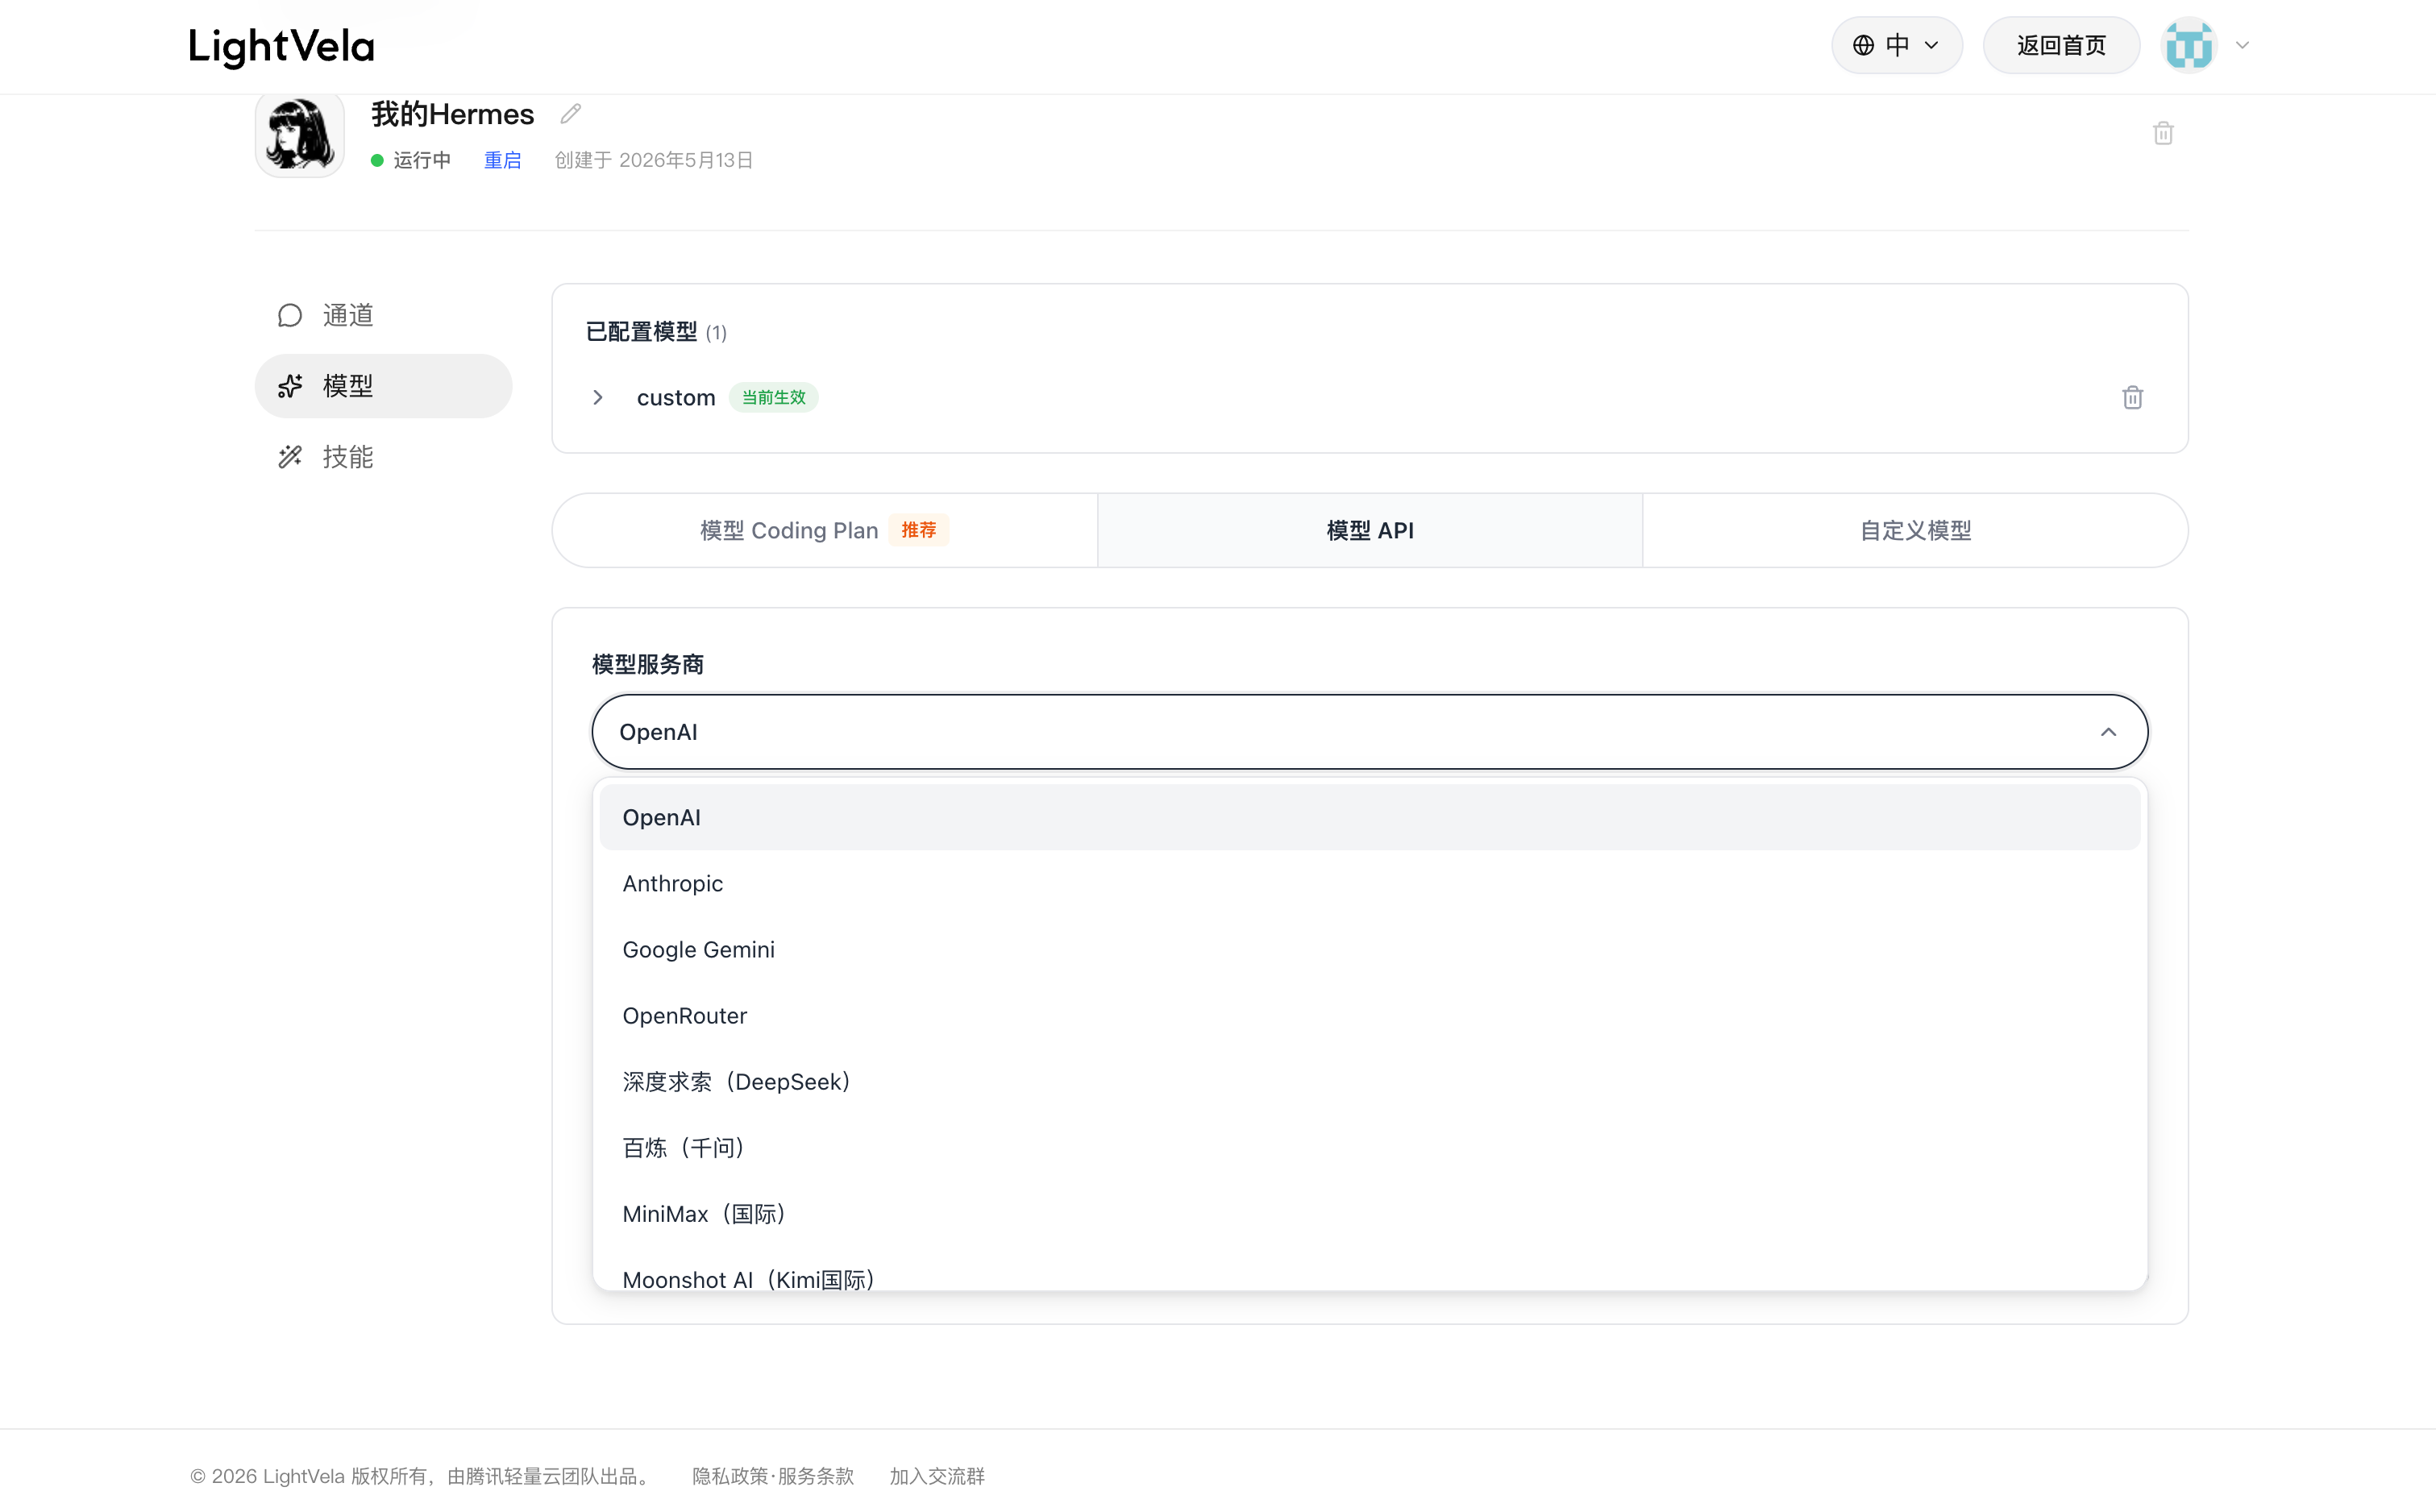 LightVela
中
返回首页
我的Hermes
运行中 重启 创建于 2026年5月13日
通道
模型
技能
已配置模型 (1)
custom 当前生效
模型 Coding Plan 推荐
模型 API
自定义模型
模型服务商
OpenAI
OpenAI
Anthropic
Google Gemini
OpenRouter
深度求索（DeepSeek）
百炼（千问）
MiniMax（国际）
Moonshot AI（Kimi国际）
© 2026 LightVela 版权所有，由腾讯轻量云团队出品。 隐私政策·服务条款 加入交流群